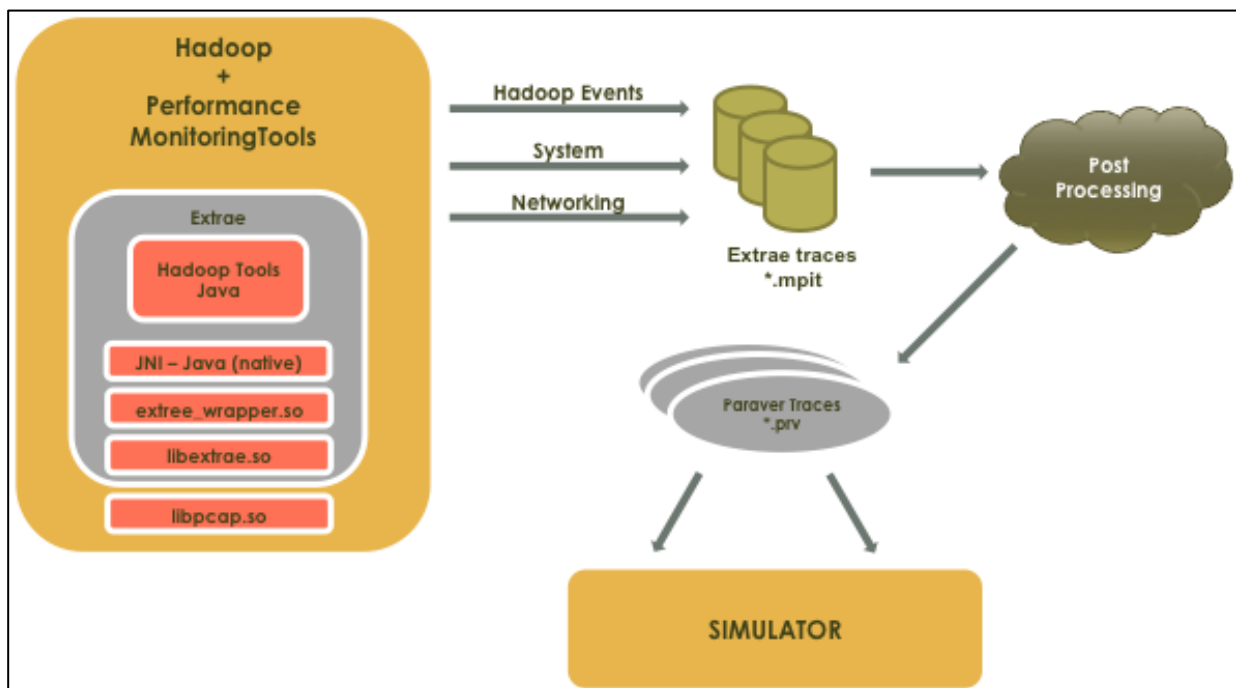 Hadoop
+
Performance
MonitoringTools
Extrae
Hadoop Tools
Java
JNI – Java (native)
extree_wrapper.so
libextrae.so
libpcap.so
Hadoop Events
System
Networking
Extrae traces
*.mpit
Post
Processing
Paraver Traces
*.prv
SIMULATOR